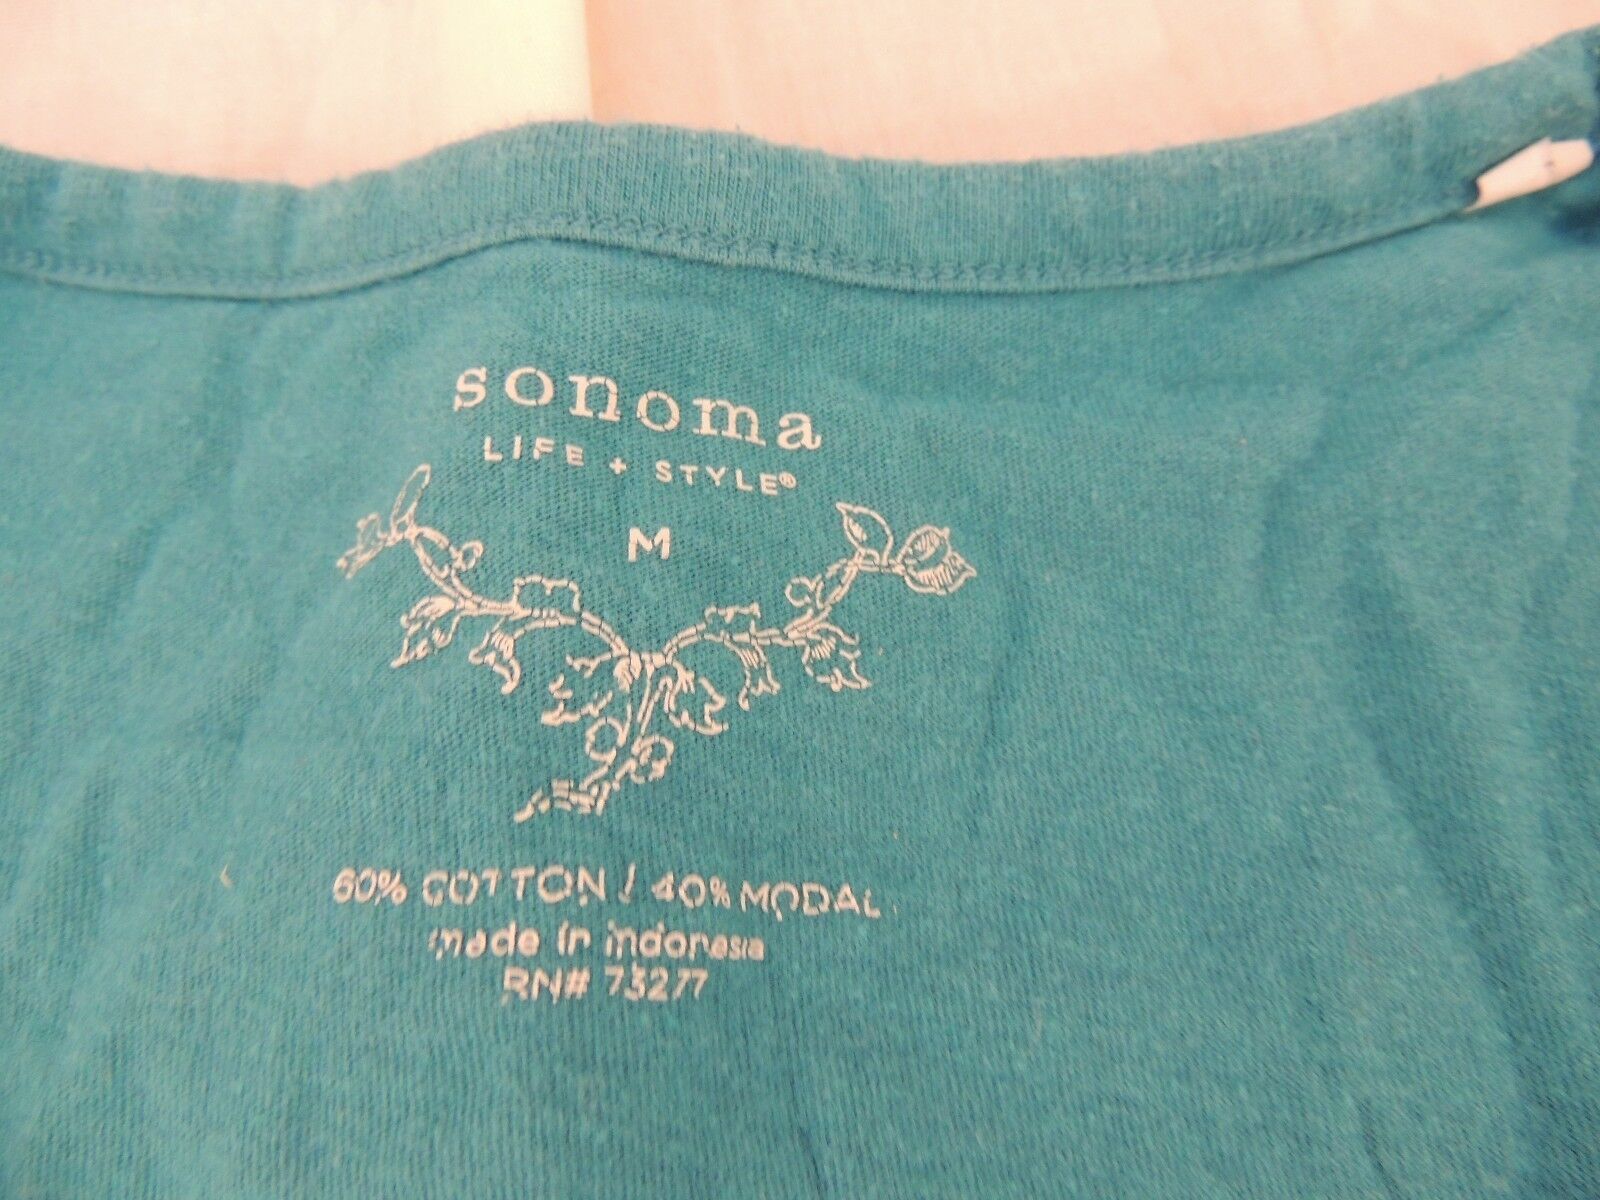 sonoma
LIFE + STYLE®
M
60% COTTON / 40% MODAL
made in indonesia
RN# 73277